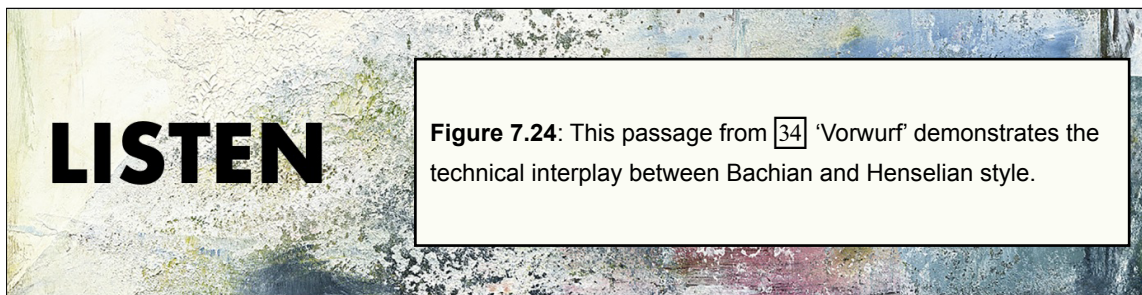 LISTEN
Figure 7.24: This passage from 34 ‘Vorwurf’ demonstrates the
technical interplay between Bachian and Henselian style.